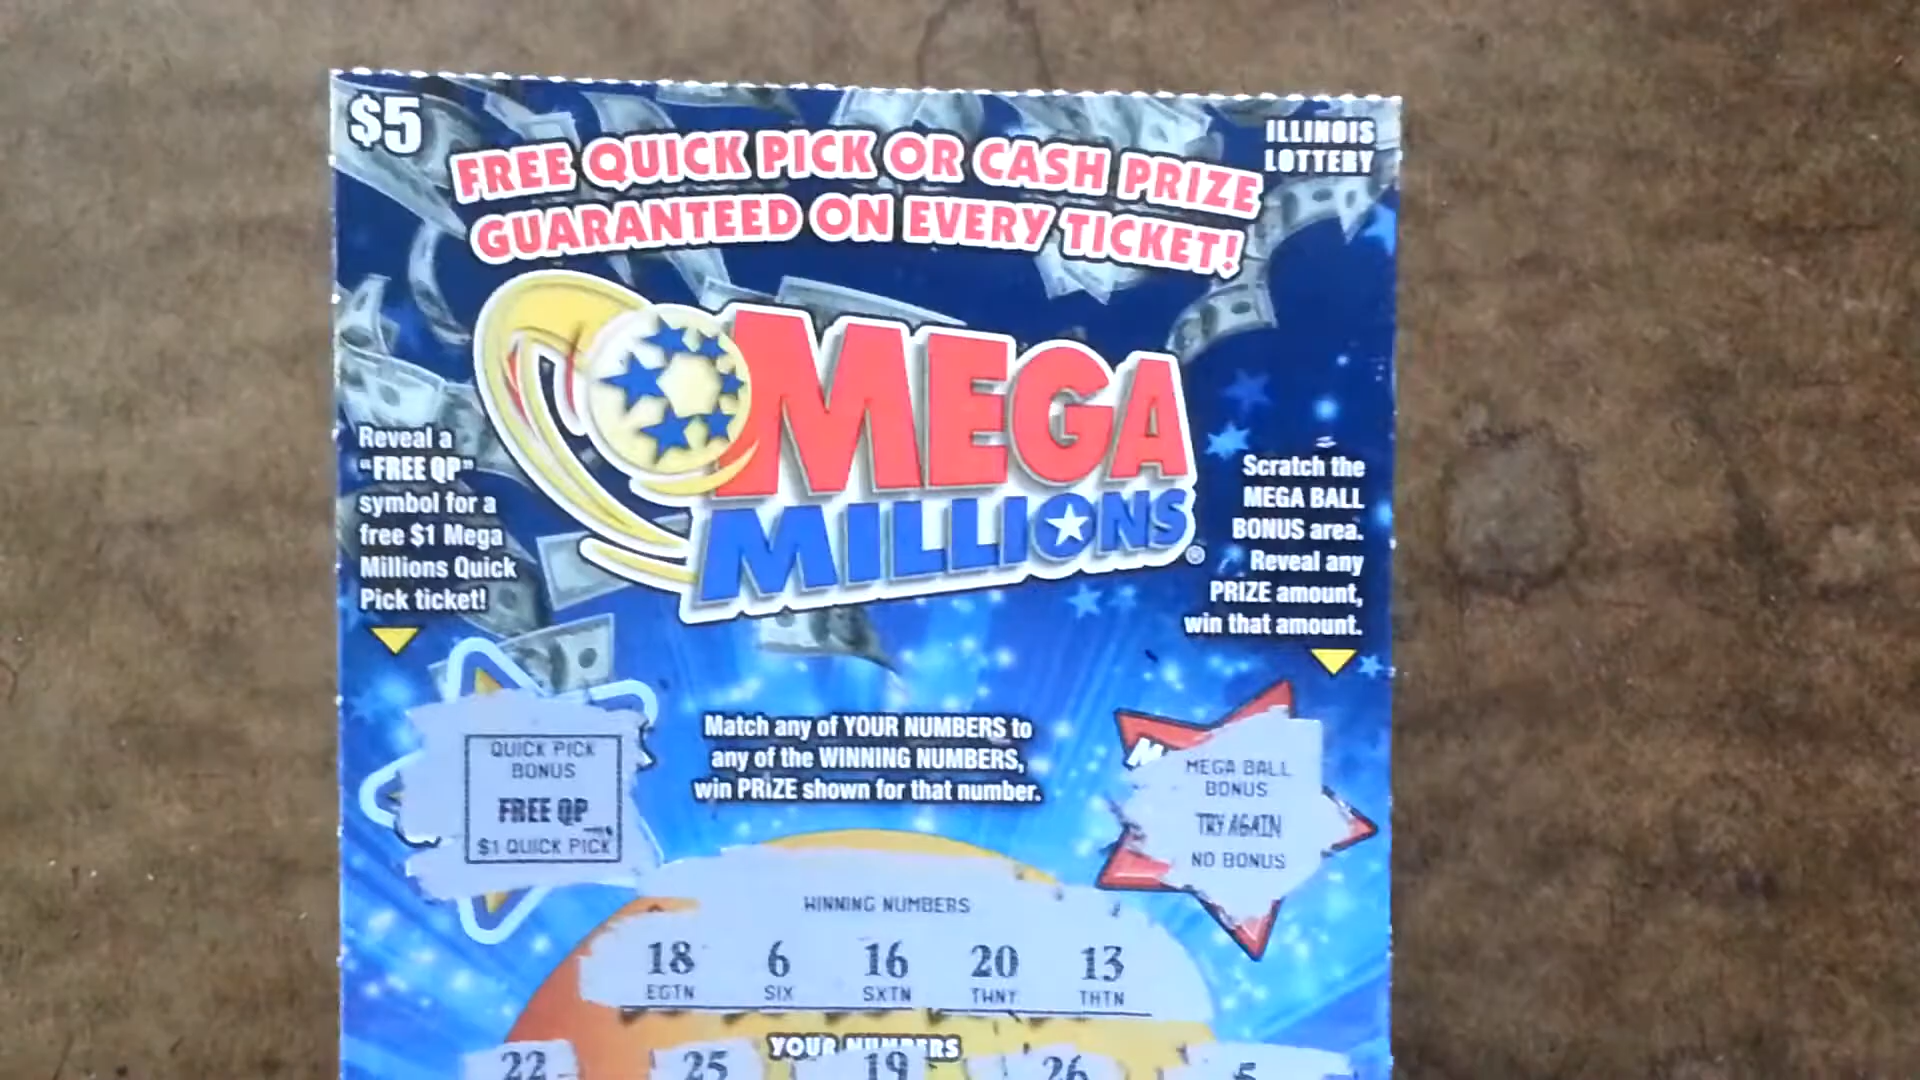 $5
ILLINOIS
LOTTERY
FREE QUICK PICK OR CASH PRIZE
GUARANTEED ON EVERY TICKET!
MEGA
MILLIONS®
Reveal a
"FREE QP"
symbol for a
free $1 Mega
Millions Quick
Pick ticket!
Scratch the
MEGA BALL
BONUS area.
Reveal any
PRIZE amount,
win that amount.
QUICK PICK
BONUS
FREE QP
$1 QUICK PICK
Match any of YOUR NUMBERS to
any of the WINNING NUMBERS,
win PRIZE shown for that number.
MEGA BALL
BONUS
TRY AGAIN
NO BONUS
WINNING NUMBERS
18 6 16 20 13
EGTN SIX SXTN TWNY THTN
YOUR NUMBERS
22 25 19 26 5